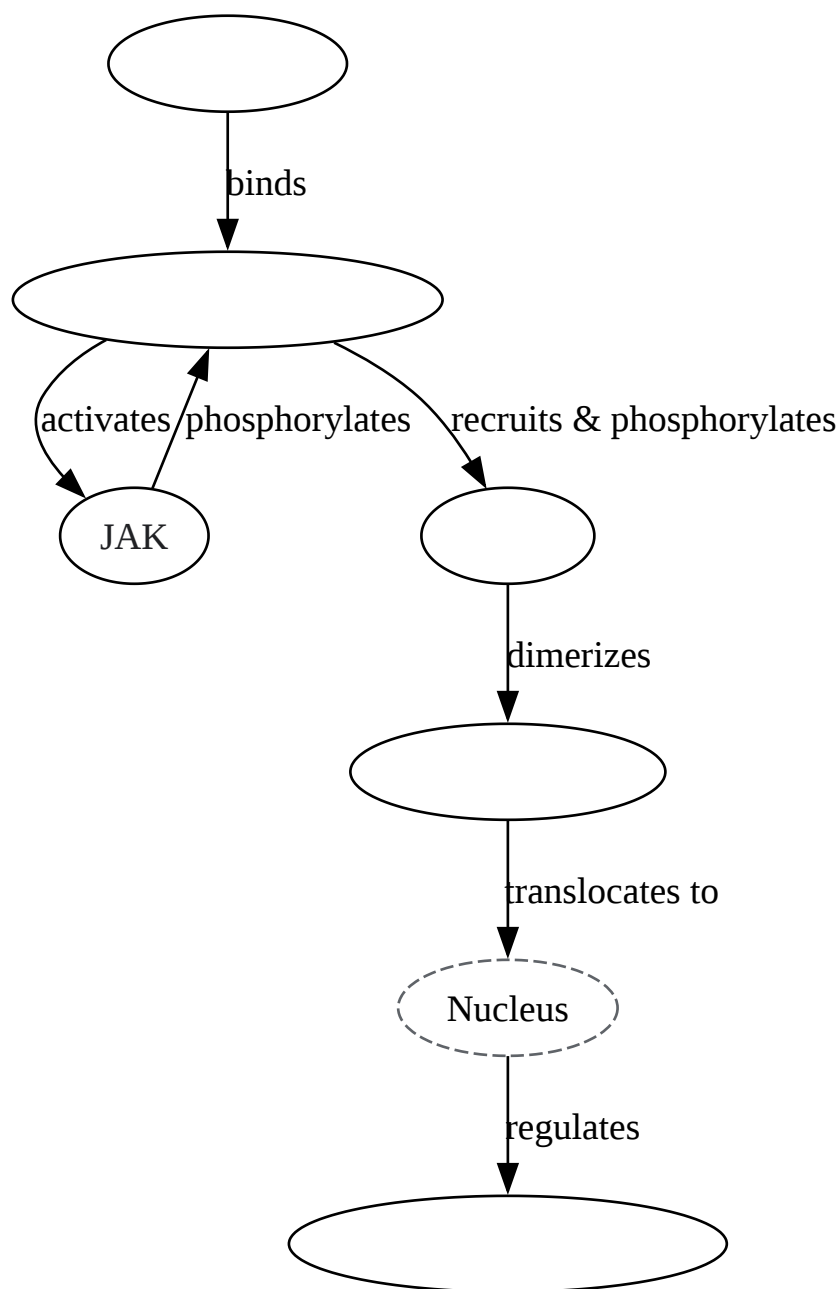 binds
activates
phosphorylates
recruits & phosphorylates
JAK
dimerizes
translocates to
Nucleus
regulates